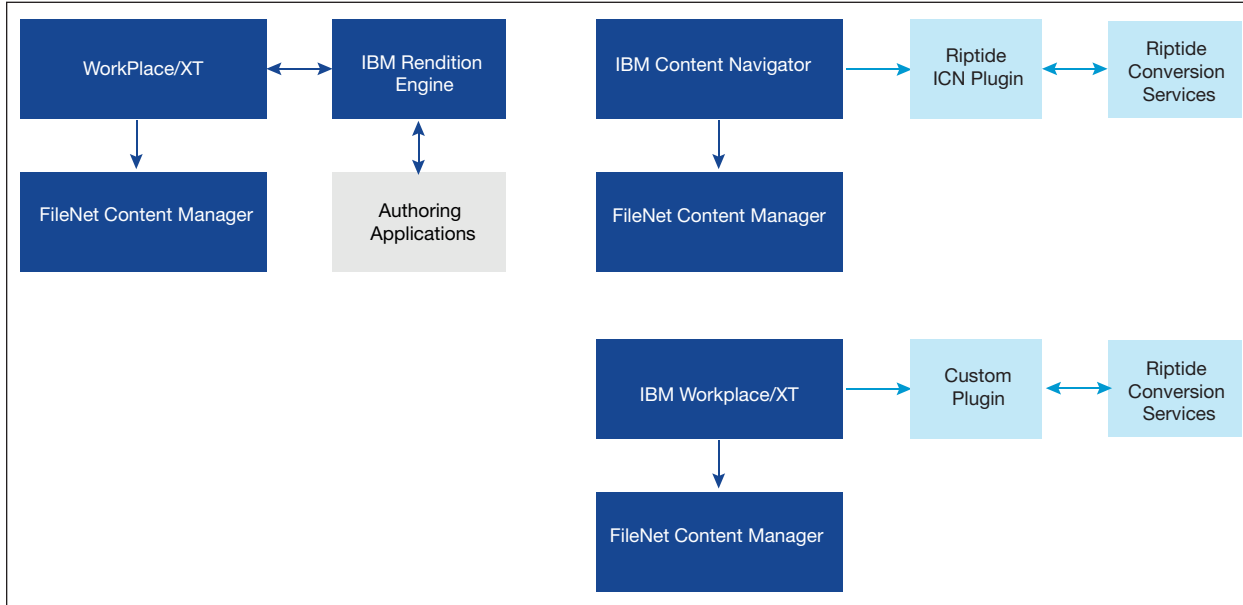 WorkPlace/XT
IBM Rendition
Engine
FileNet Content Manager
Authoring
Applications
IBM Content Navigator
Riptide
ICN Plugin
Riptide
Conversion
Services
FileNet Content Manager
IBM Workplace/XT
Custom
Plugin
Riptide
Conversion
Services
FileNet Content Manager